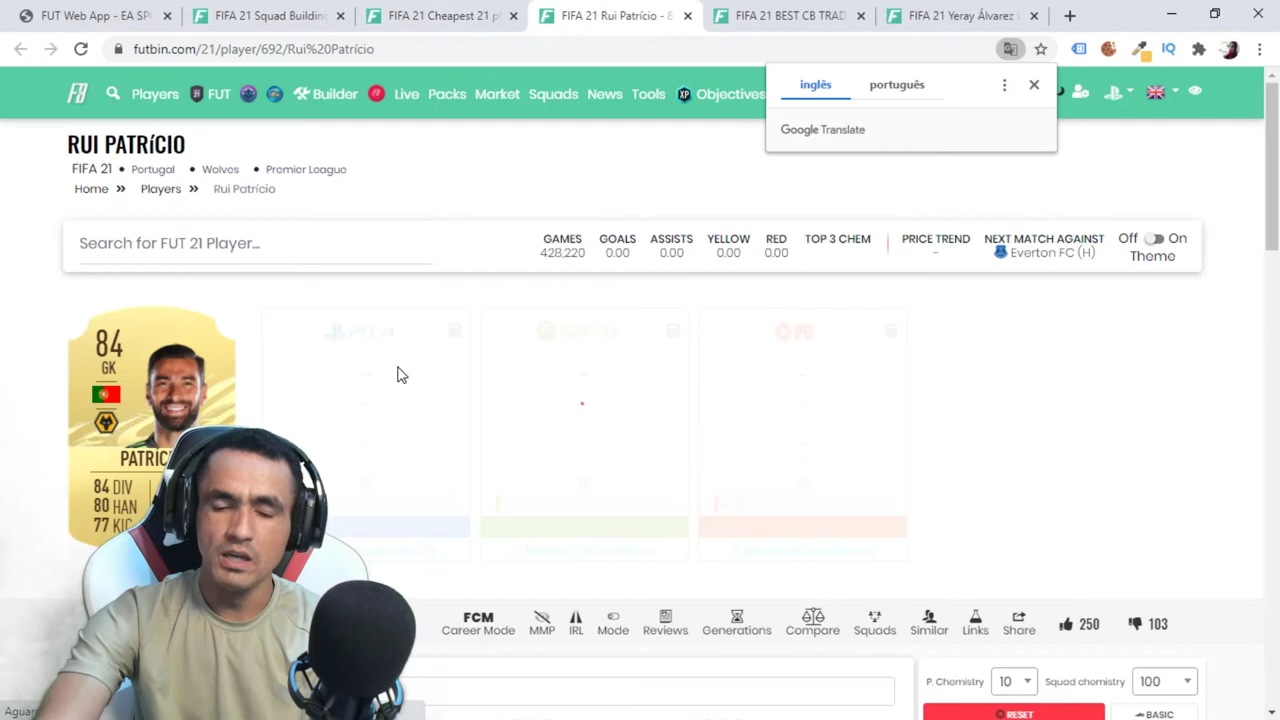 FUT Web App - EA SP
FIFA 21 Squad Building
FIFA 21 Cheapest 21 pl
FIFA 21 Rui Patrício - 8
FIFA 21 BEST CB TRAD
FIFA 21 Yeray Álvarez
futbin.com/21/player/692/Rui%20Patrício
Players FUT Builder Live Packs Market Squads News Tools Objectives
inglês português
Google Translate
RUI PATRíCIO
FIFA 21 • Portugal • Wolves • Premier League
Home » Players » Rui Patrício
Search for FUT 21 Player...
GAMES GOALS ASSISTS YELLOW RED TOP 3 CHEM PRICE TREND NEXT MATCH AGAINST Off On
428,220 0.00 0.00 0.00 0.00 - Everton FC (H) Theme
84
GK
PS4
PC
PATRÍC
84 DIV
80 HAN
77 KIC
FCM
Career Mode MMP IRL Mode Reviews Generations Compare Squads Similar Links Share 250 103
P. Chemistry 10 Squad chemistry 100
RESET BASIC
Aguar